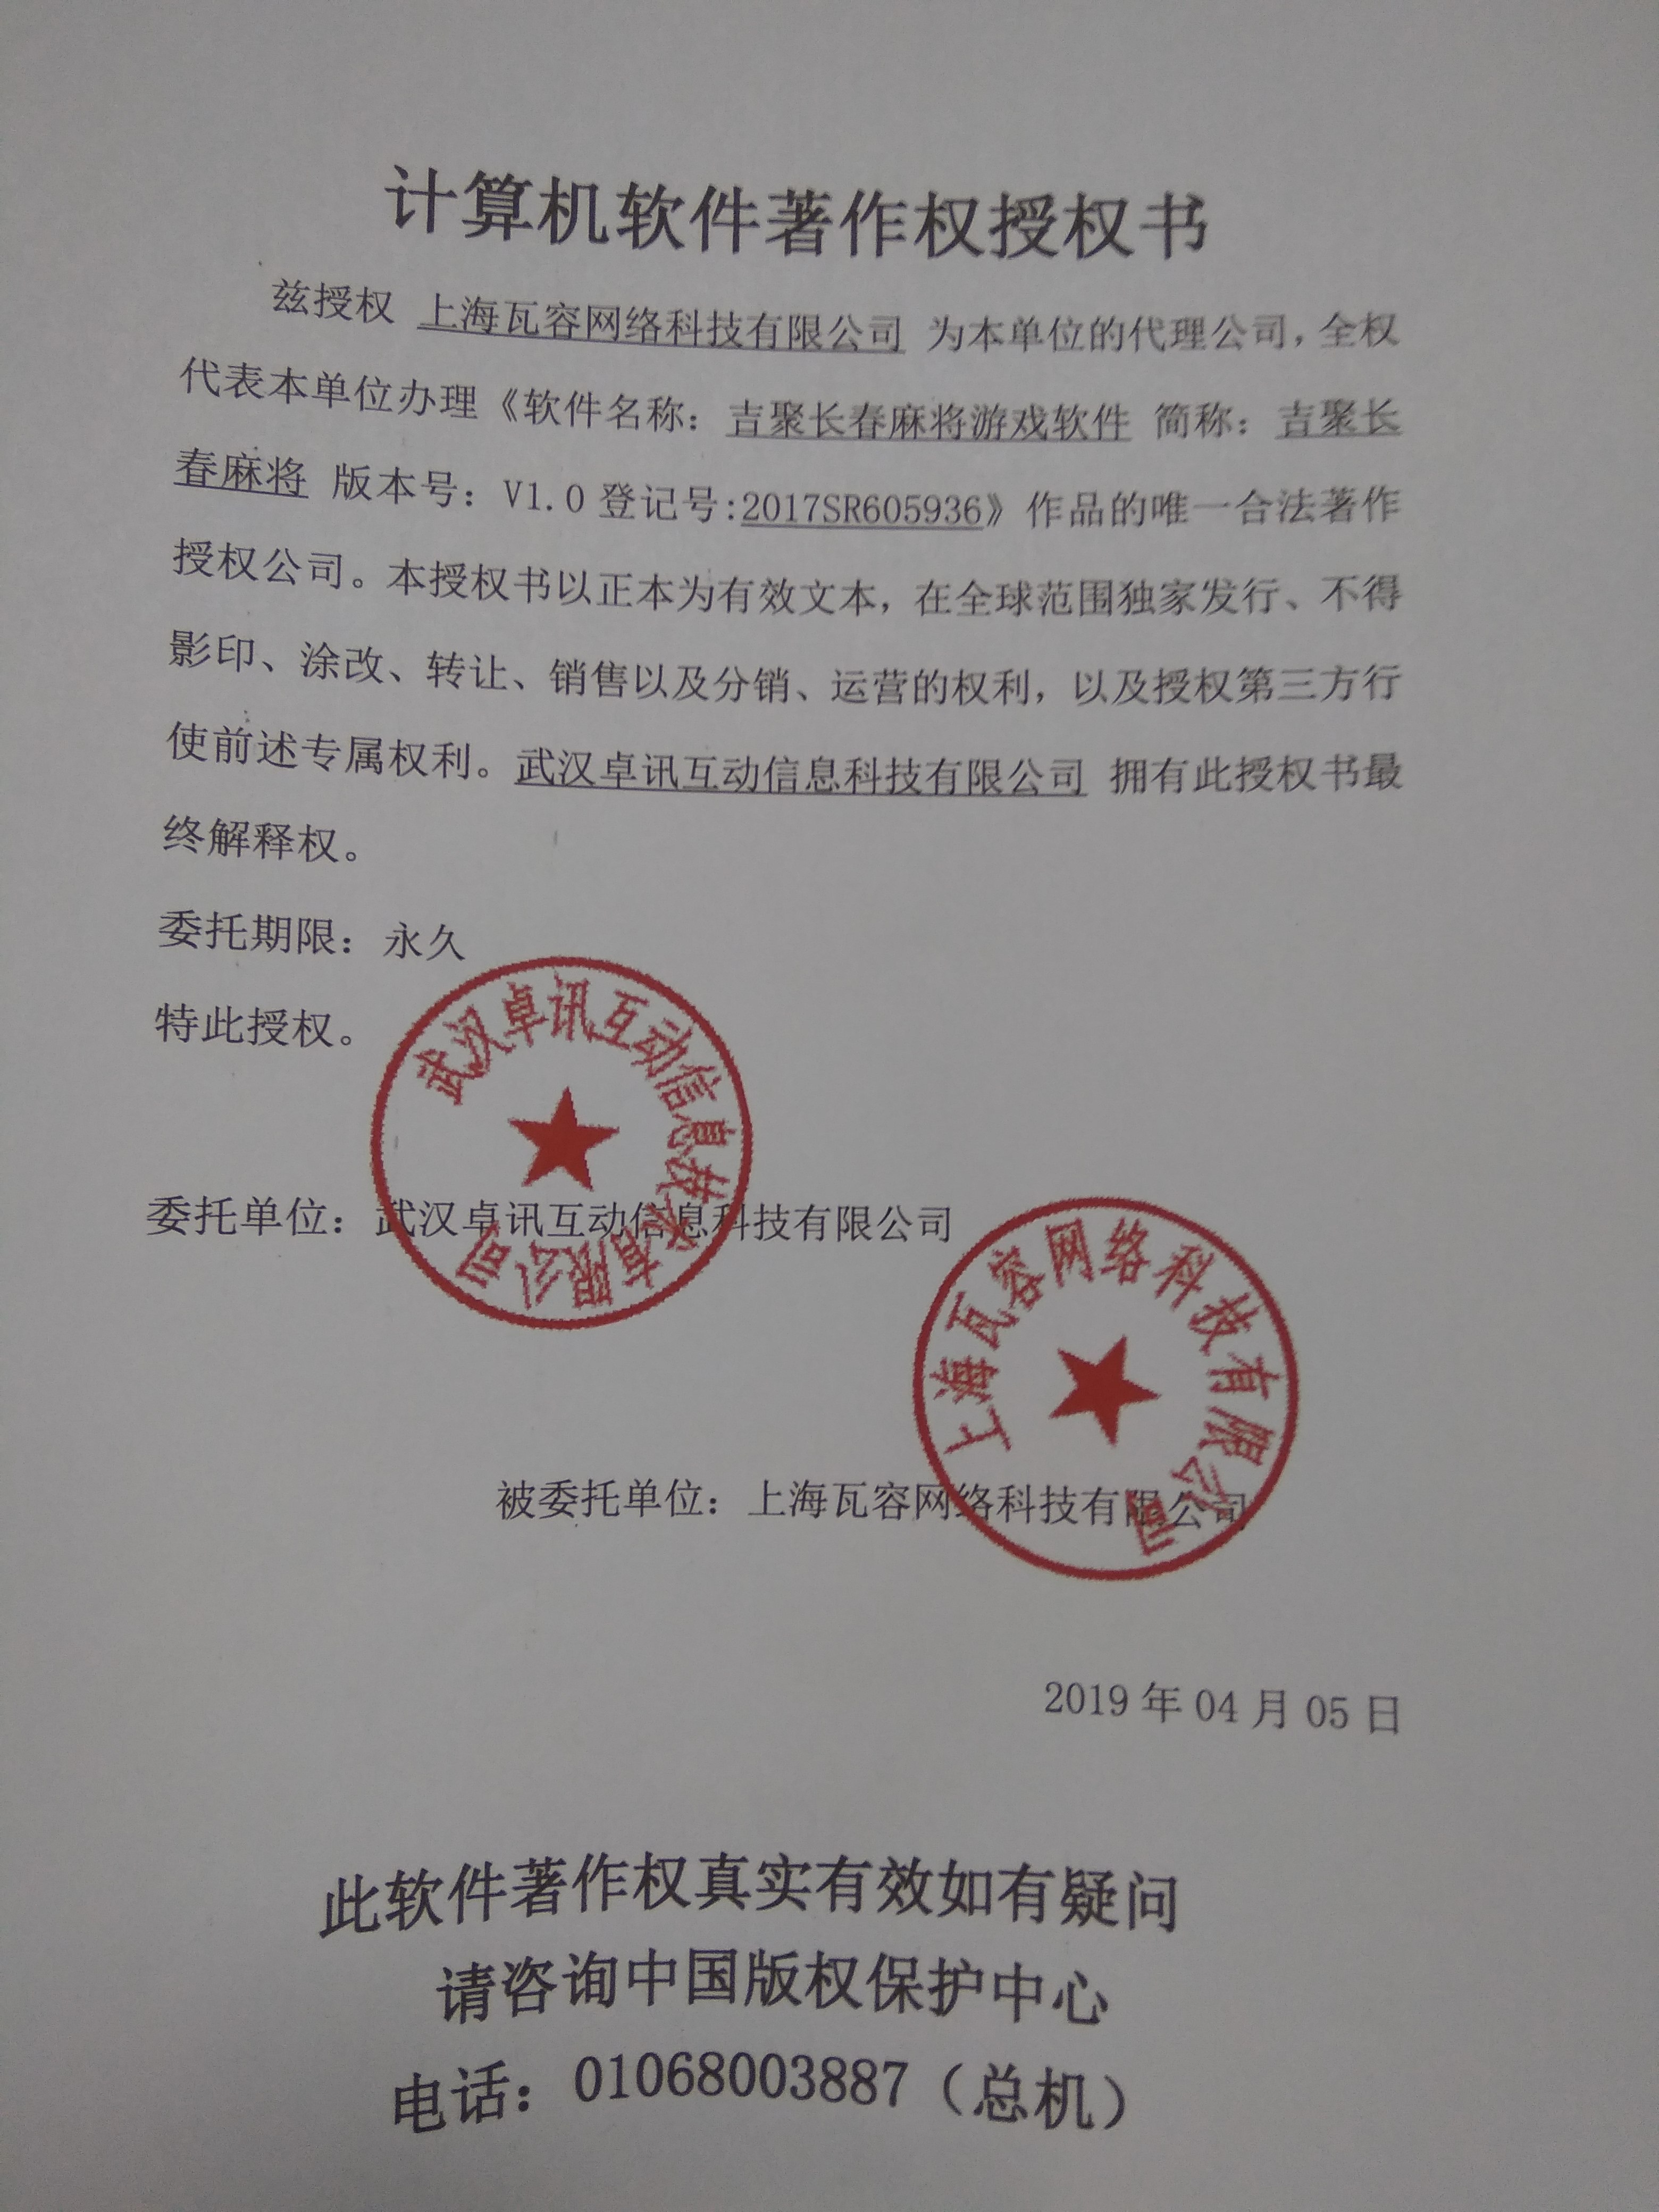 计算机软件著作权授权书
兹授权 上海瓦容网络科技有限公司 为本单位的代理公司，全权
代表本单位办理《软件名称：吉聚长春麻将游戏软件 简称：吉聚长
春麻将 版本号：V1.0 登记号:2017SR605936》作品的唯一合法著作
授权公司。本授权书以正本为有效文本，在全球范围独家发行、不得
影印、涂改、转让、销售以及分销、运营的权利，以及授权第三方行
使前述专属权利。武汉卓讯互动信息科技有限公司 拥有此授权书最
终解释权。
委托期限：永久
特此授权。
武汉卓讯互动信息技术有限公司
委托单位：武汉卓讯互动信息科技有限公司
上海瓦容网络科技有限公司
被委托单位：上海瓦容网络科技有限公司
2019 年 04 月 05 日
此软件著作权真实有效如有疑问
请咨询中国版权保护中心
电话：01068003887（总机）